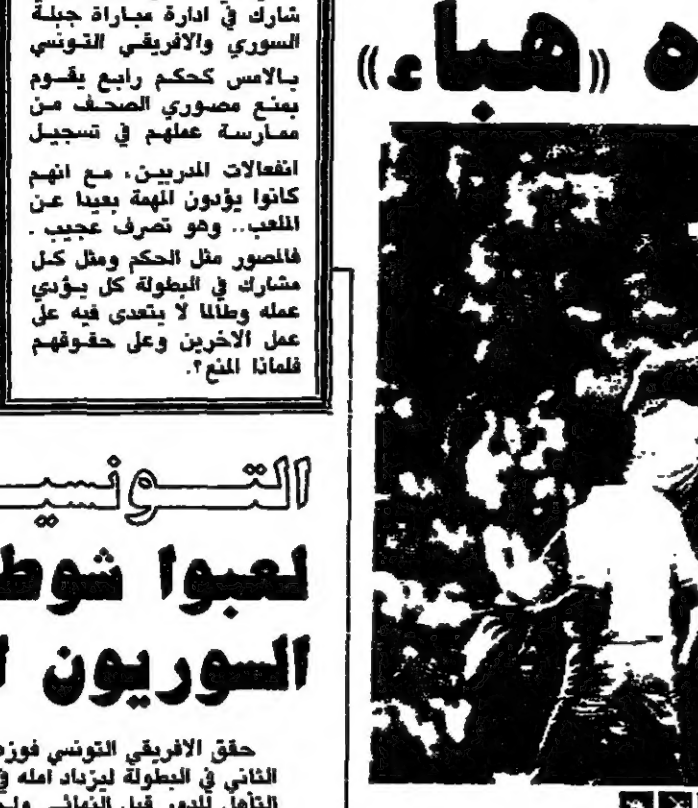 ه «هباء»
شارك في ادارة مباراة جبلة
السوري والافريقي التونسي
بالامس كحكم رابع يقوم
بمنع مصوري الصحف من
ممارسة عملهم في تسجيل
انفعالات المدربين، مع انهم
كانوا يؤدون المهمة بعيدا عن
الملعب.. وهو تصرف عجيب.
فالمصور مثل الحكم ومثل كل
مشارك في البطولة كل يؤدي
عمله وطالما لا يتعدى فيه على
عمل الاخرين وعلى حقوقهم
فلماذا المنع؟.
التونسيـ
لعبوا شوط
السوريون ا
حقق الافريقي التونسي فوزه
الثاني في البطولة ليزداد امله في
التأهل للدور قبل النهائي ولم